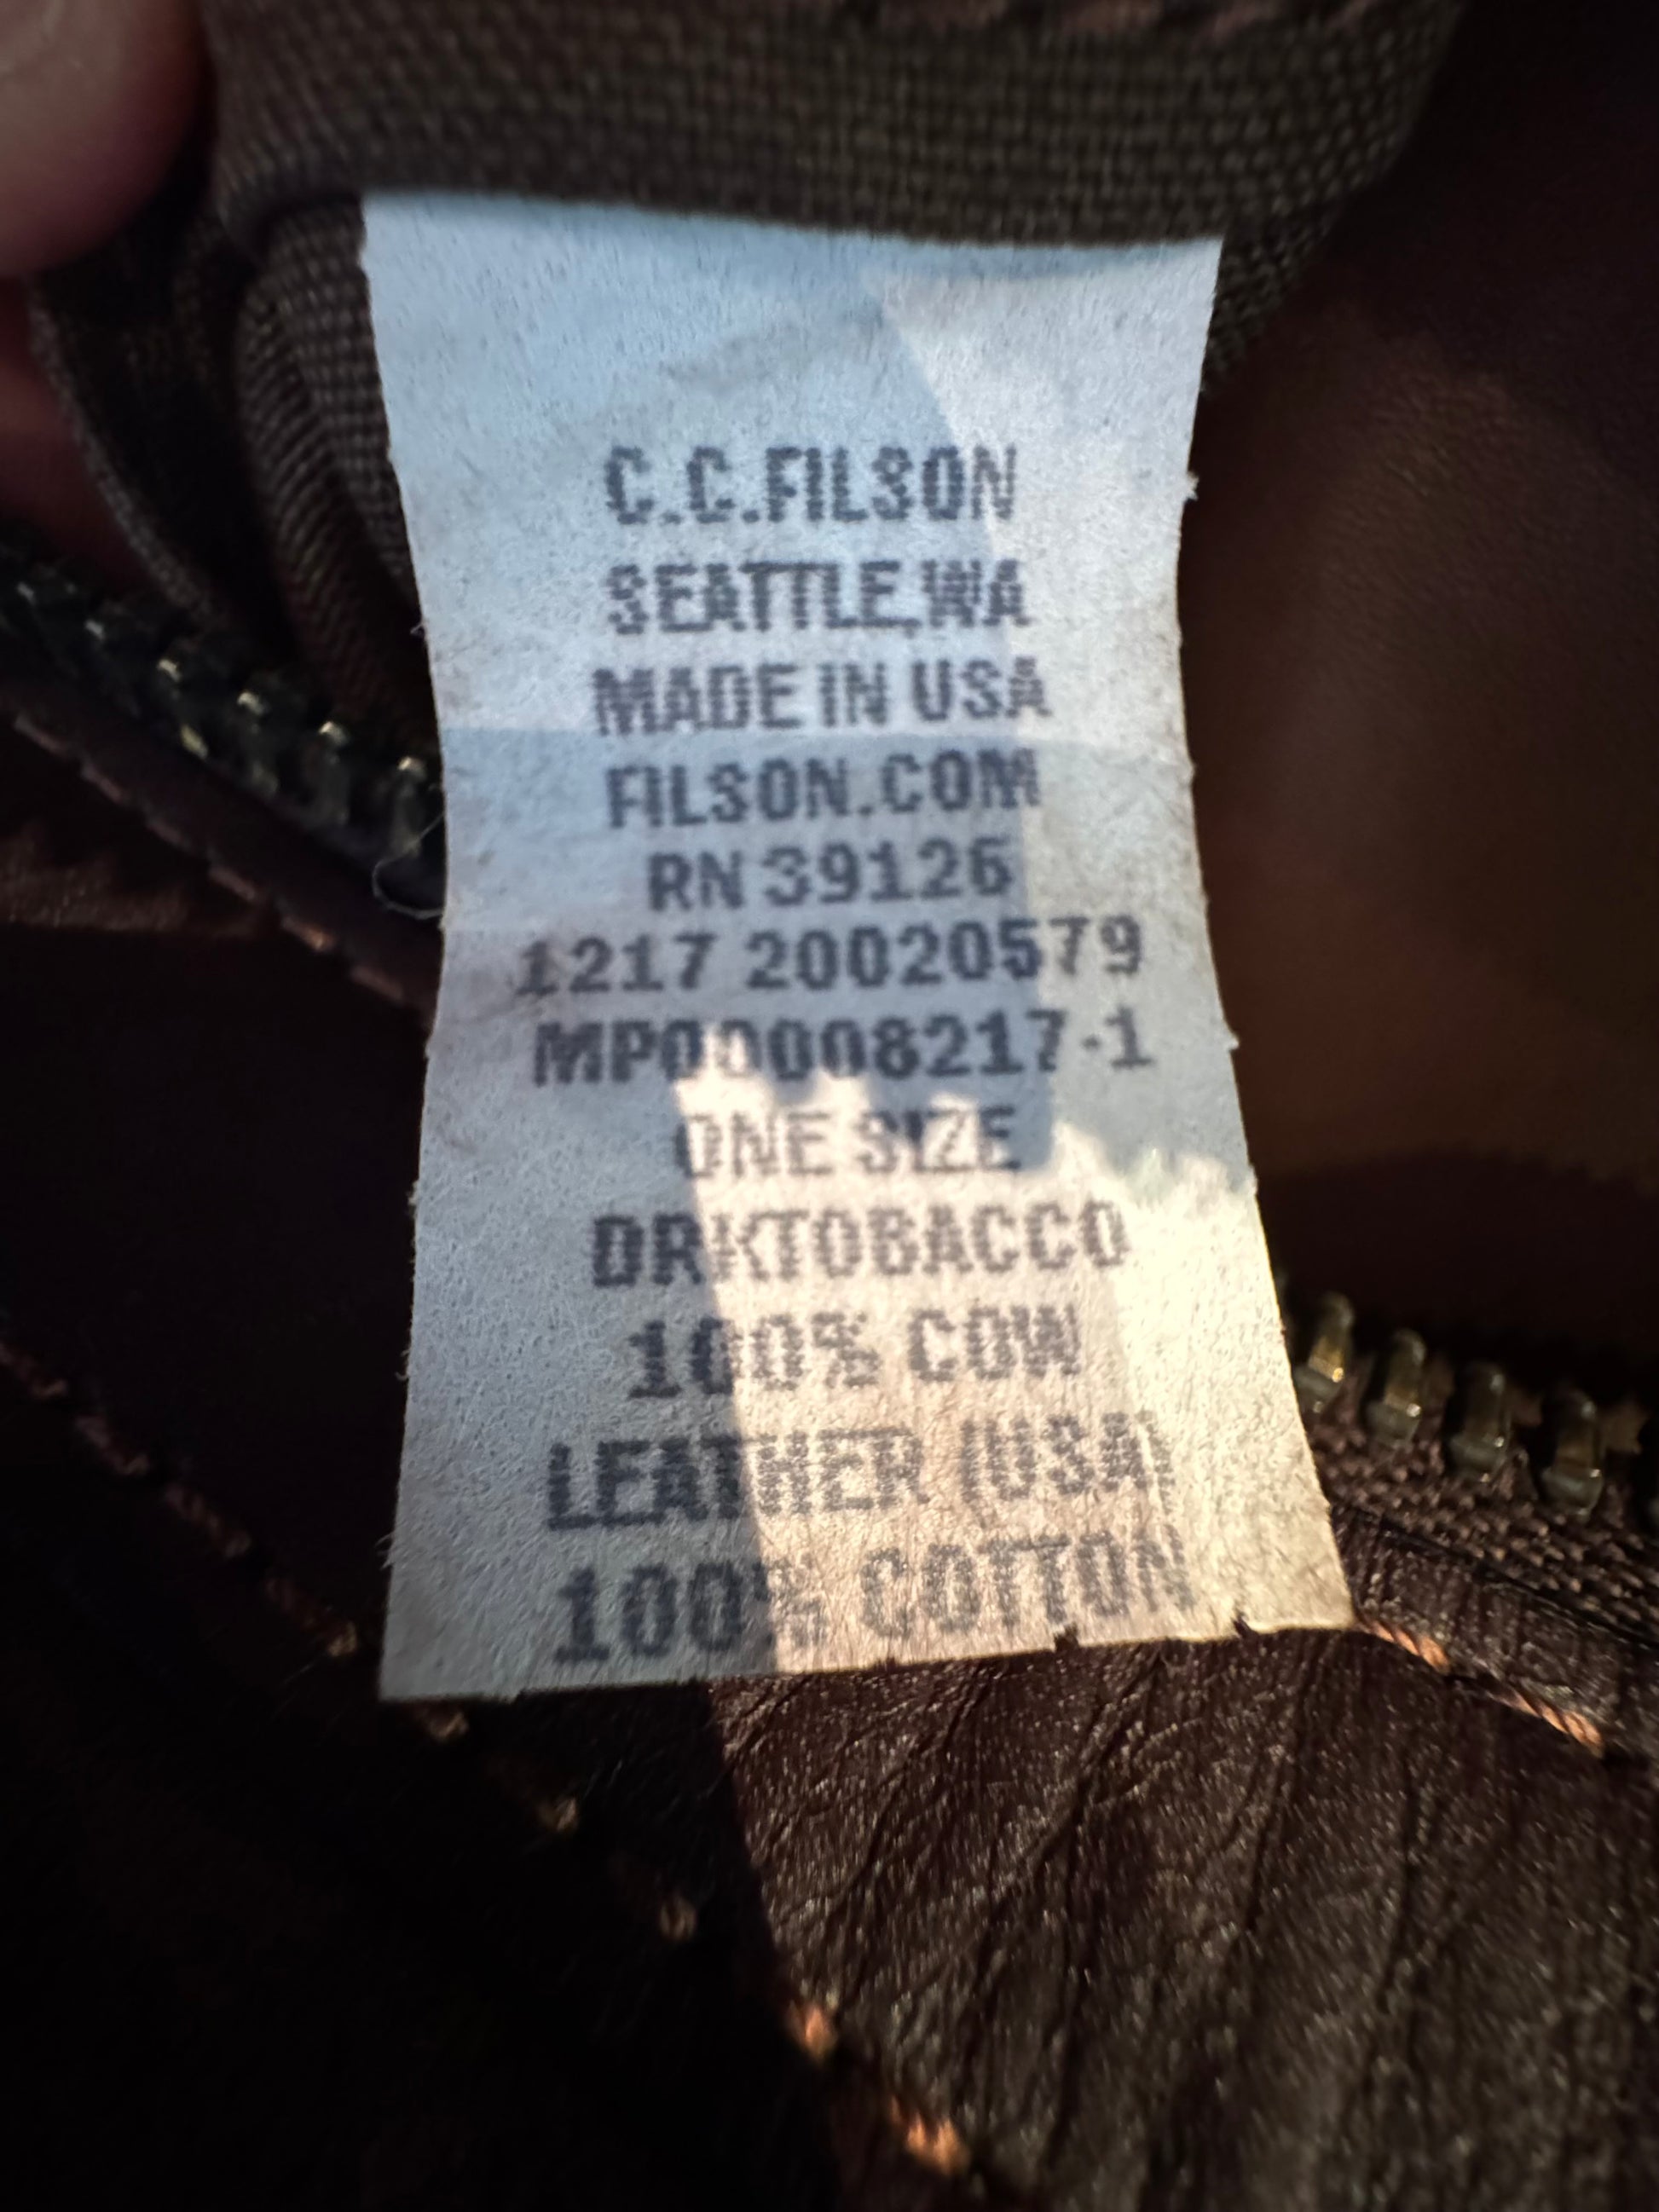 C.C.FILSON
SEATTLE,WA
MADE IN USA
FILSON.COM
RN 39126
1217 20020579
MP00008217-1
ONE SIZE
DRKTOBACCO
100% COW
LEATHER (USA)
100% COTTON